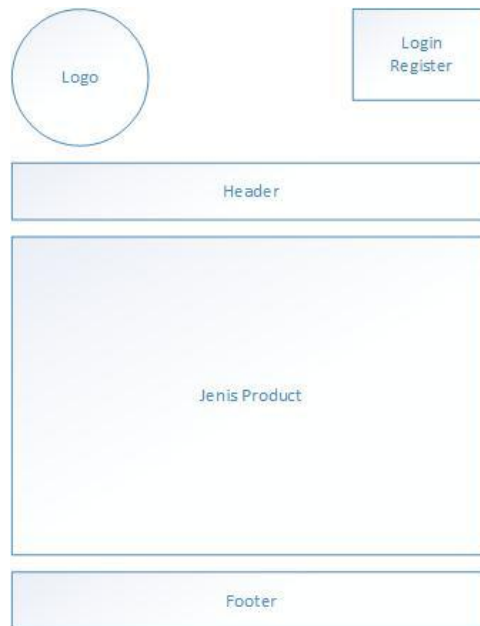 Logo
Login
Register
Header
Jenis Product
Footer